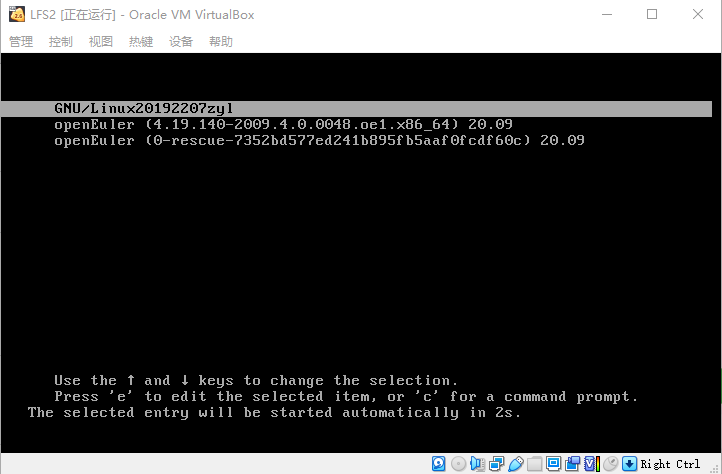 LFS2 [正在运行] - Oracle VM VirtualBox
管理 控制 视图 热键 设备 帮助
GNU/Linux20192207zyl
openEuler (4.19.140-2009.4.0.0048.oe1.x86_64) 20.09
openEuler (0-rescue-7352bd577ed241b895fb5aaf0fcdf60c) 20.09
Use the ↑ and ↓ keys to change the selection.
Press 'e' to edit the selected item, or 'c' for a command prompt.
The selected entry will be started automatically in 2s.
Right Ctrl